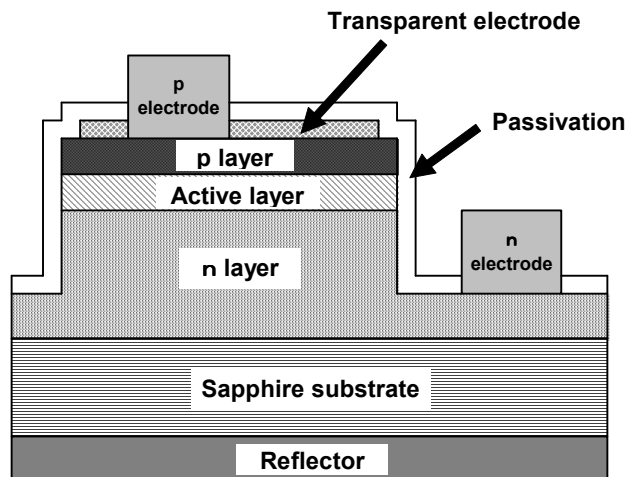 Transparent electrode
p
electrode
Passivation
p layer
Active layer
n layer
n
electrode
Sapphire substrate
Reflector